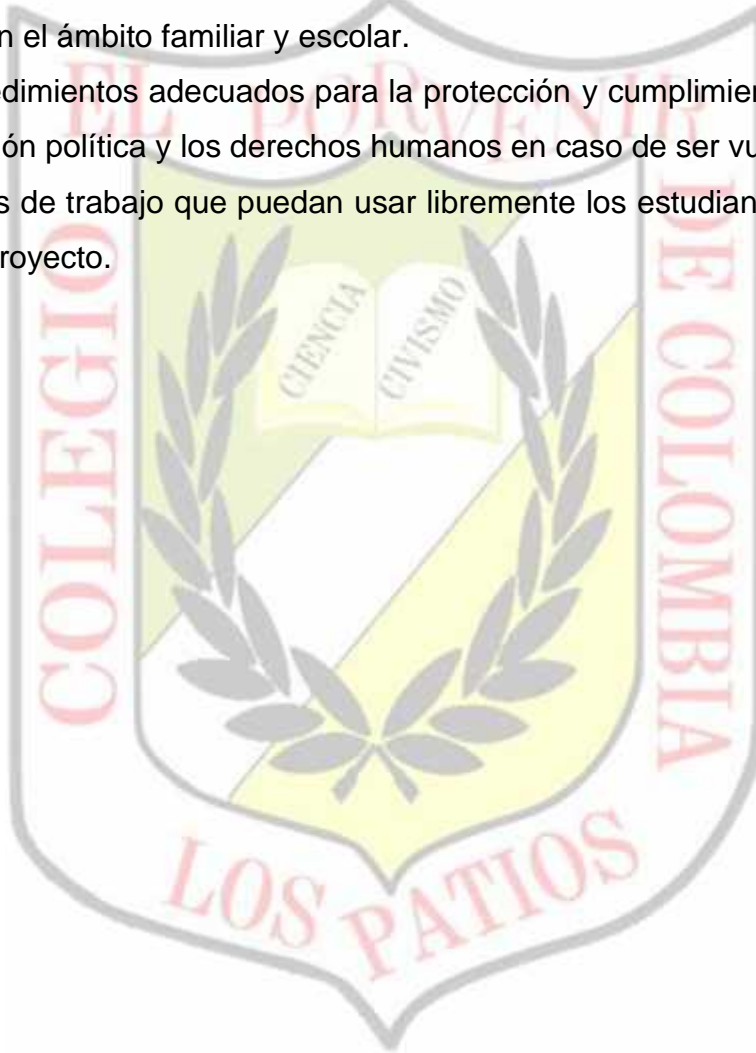 n el ámbito familiar y escolar.
edimientos adecuados para la protección y cumplimien
ión política y los derechos humanos en caso de ser vu
s de trabajo que puedan usar libremente los estudian
royecto.
EL PORVENIR
COLEGIO
DE COLOMBIA
CIENCIA
CIVISMO
LOS PATIOS